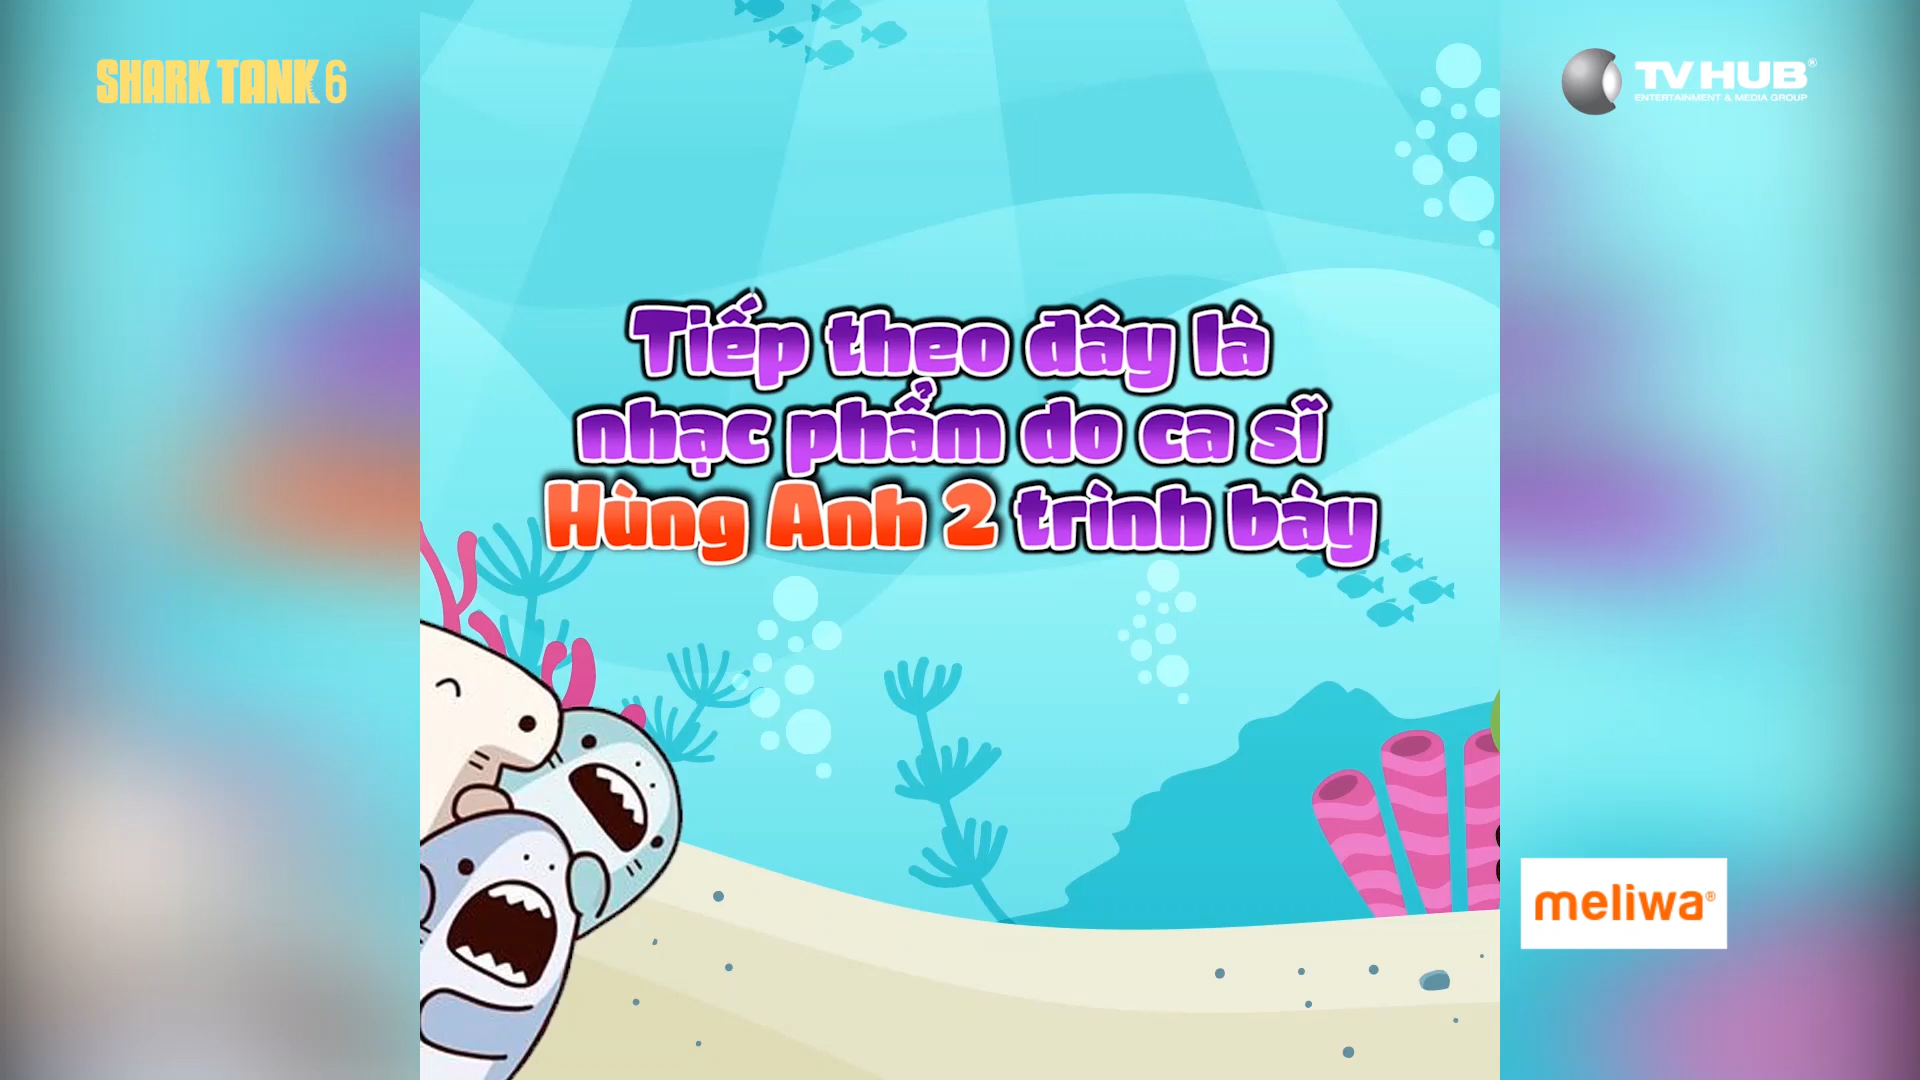 SHARK TANK 6
TV HUB®
ENTERTAINMENT & MEDIA GROUP
Tiếp theo đây là
nhạc phẩm do ca sĩ
Hùng Anh 2 trình bày
meliwa®